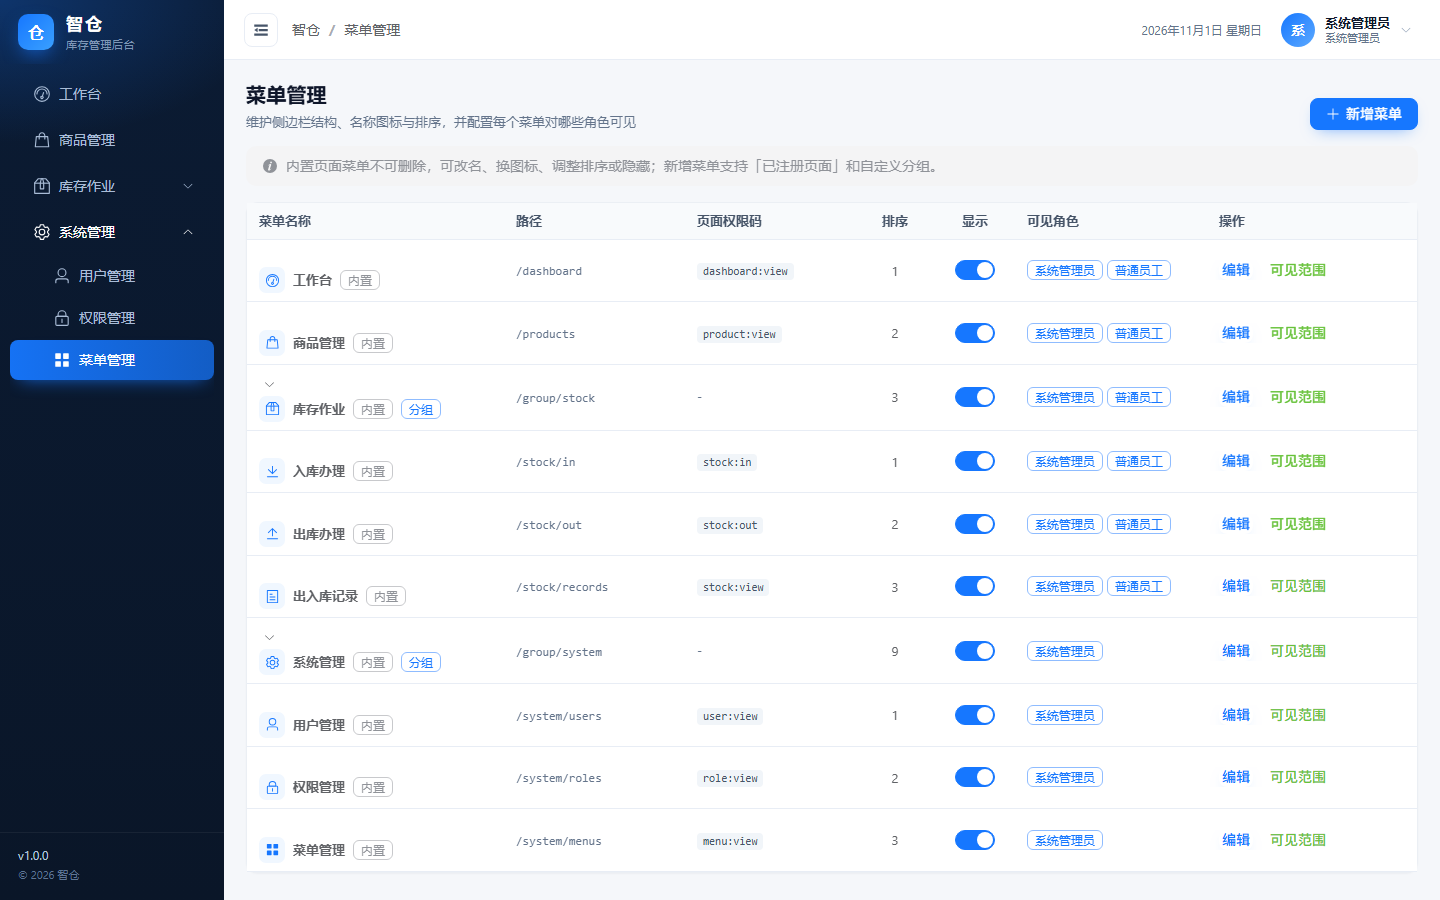 仓 智仓
库存管理后台
工作台
商品管理
库存作业
系统管理
用户管理
权限管理
菜单管理
v1.0.0
© 2026 智仓
智仓 / 菜单管理
2026年11月1日 星期日
系 系统管理员
系统管理员
菜单管理
维护侧边栏结构、名称图标与排序，并配置每个菜单对哪些角色可见
新增菜单
内置页面菜单不可删除，可改名、换图标、调整排序或隐藏；新增菜单支持「已注册页面」和自定义分组。
菜单名称 路径 页面权限码 排序 显示 可见角色 操作
工作台 内置 /dashboard dashboard:view 1 系统管理员 普通员工 编辑 可见范围
商品管理 内置 /products product:view 2 系统管理员 普通员工 编辑 可见范围
库存作业 内置 分组 /group/stock - 3 系统管理员 普通员工 编辑 可见范围
入库办理 内置 /stock/in stock:in 1 系统管理员 普通员工 编辑 可见范围
出库办理 内置 /stock/out stock:out 2 系统管理员 普通员工 编辑 可见范围
出入库记录 内置 /stock/records stock:view 3 系统管理员 普通员工 编辑 可见范围
系统管理 内置 分组 /group/system - 9 系统管理员 编辑 可见范围
用户管理 内置 /system/users user:view 1 系统管理员 编辑 可见范围
权限管理 内置 /system/roles role:view 2 系统管理员 编辑 可见范围
菜单管理 内置 /system/menus menu:view 3 系统管理员 编辑 可见范围